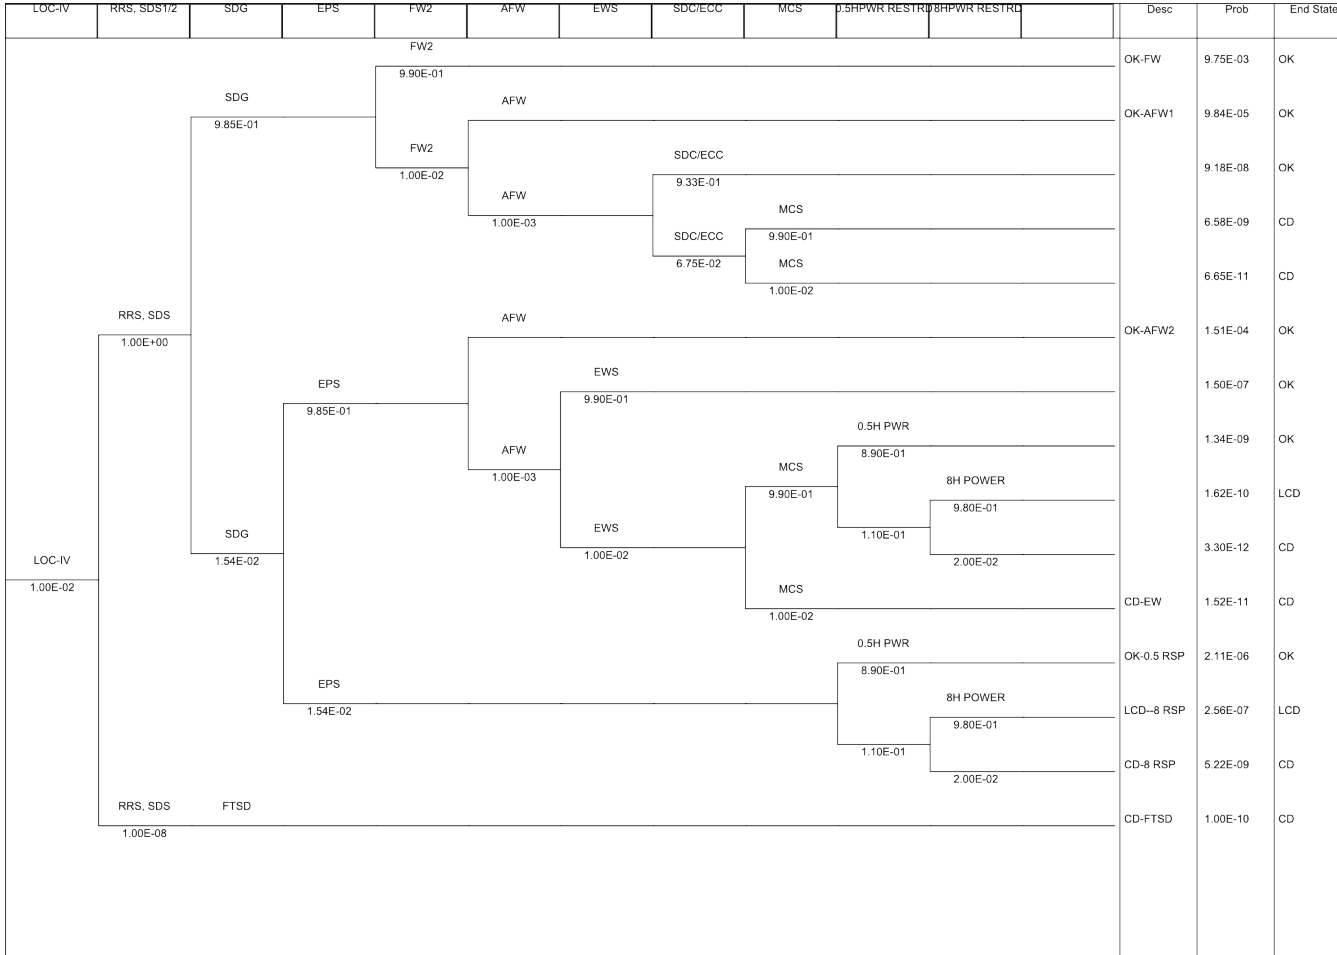 LOC-IV RRS, SDS1/2 SDG EPS FW2 AFW EWS SDC/ECC MCS 0.5HPWR RESTRD 8HPWR RESTRD Desc Prob End State
FW2
9.90E-01
OK-FW 9.75E-03 OK
SDG
9.85E-01
AFW
OK-AFW1 9.84E-05 OK
FW2
1.00E-02
SDC/ECC
9.33E-01
9.18E-08 OK
AFW
1.00E-03
MCS
9.90E-01
6.58E-09 CD
SDC/ECC
6.75E-02
MCS
1.00E-02
6.65E-11 CD
RRS, SDS
1.00E+00
AFW
OK-AFW2 1.51E-04 OK
EPS
9.85E-01
EWS
9.90E-01
1.50E-07 OK
0.5H PWR
8.90E-01
1.34E-09 OK
AFW
1.00E-03
MCS
9.90E-01
8H POWER
9.80E-01
1.62E-10 LCD
SDG
1.54E-02
EWS
1.00E-02
1.10E-01
2.00E-02
3.30E-12 CD
LOC-IV
1.00E-02
MCS
1.00E-02
CD-EW 1.52E-11 CD
0.5H PWR
8.90E-01
OK-0.5 RSP 2.11E-06 OK
EPS
1.54E-02
8H POWER
9.80E-01
LCD--8 RSP 2.56E-07 LCD
1.10E-01
2.00E-02
CD-8 RSP 5.22E-09 CD
RRS, SDS FTSD
1.00E-08
CD-FTSD 1.00E-10 CD